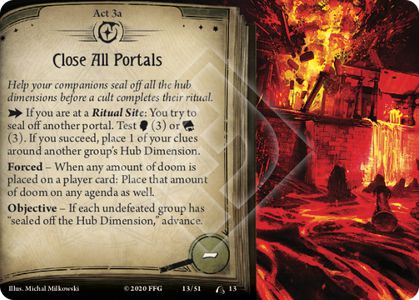 Act 3a
Close All Portals
Help your companions seal off all the hub
dimensions before a cult completes their ritual.
If you are at a Ritual Site: You try to
seal off another portal. Test (3) or
(3). If you succeed, place 1 of your clues
around another group's Hub Dimension.
Forced – When any amount of doom is
placed on a player card: Place that
amount of doom on any agenda as well.
Objective – If each undefeated group has
"sealed off the Hub Dimension," advance.
–
Illus. Michal Milkowski
©2020 FFG
13/51
13